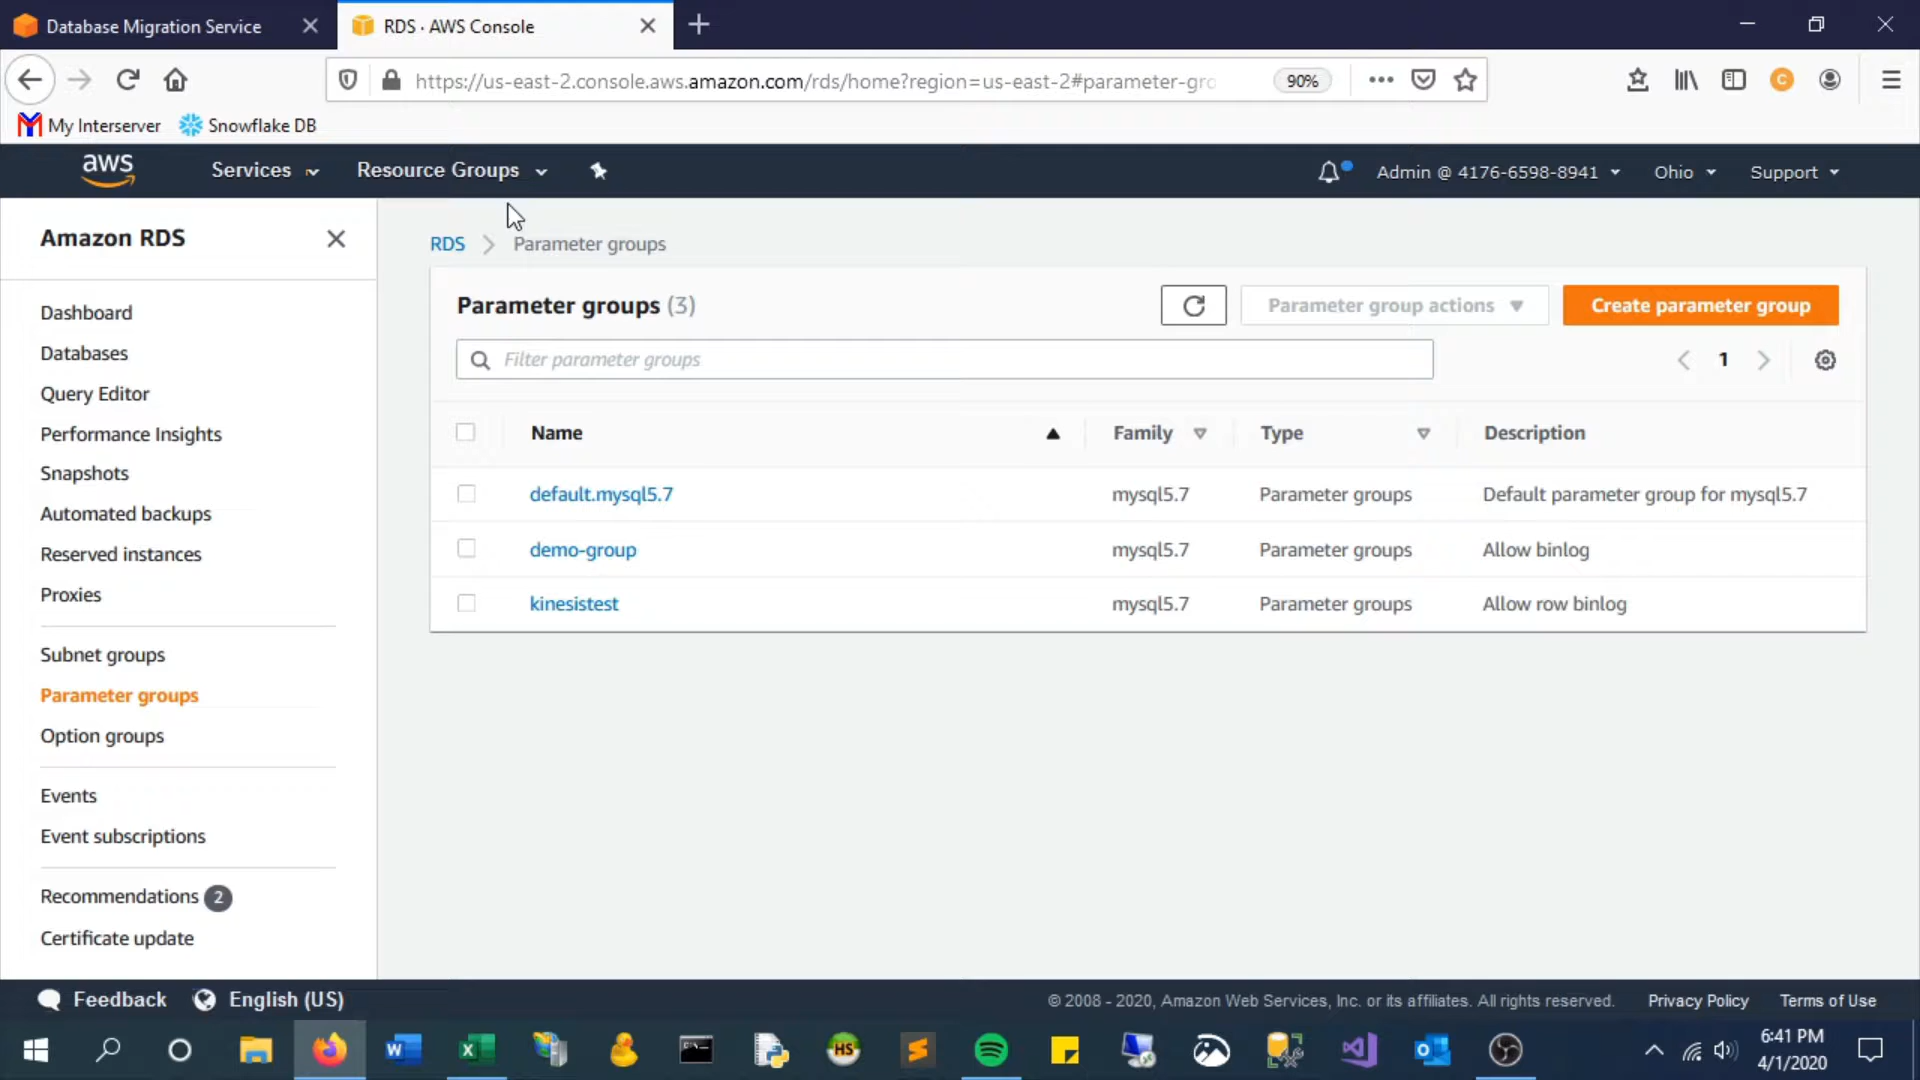 Database Migration Service
RDS · AWS Console
https://us-east-2.console.aws.amazon.com/rds/home?region=us-east-2#parameter-gro
90%
C
My Interserver
Snowflake DB
aws
Services
Resource Groups
Admin @ 4176-6598-8941
Ohio
Support
Amazon RDS
RDS
Parameter groups
Dashboard
Databases
Query Editor
Performance Insights
Snapshots
Automated backups
Reserved instances
Proxies
Subnet groups
Parameter groups
Option groups
Events
Event subscriptions
Recommendations 2
Certificate update
Parameter groups (3)
Parameter group actions
Create parameter group
Filter parameter groups
1
Name Family Type Description
default.mysql5.7 mysql5.7 Parameter groups Default parameter group for mysql5.7
demo-group mysql5.7 Parameter groups Allow binlog
kinesistest mysql5.7 Parameter groups Allow row binlog
Feedback
English (US)
© 2008 - 2020, Amazon Web Services, Inc. or its affiliates. All rights reserved.
Privacy Policy
Terms of Use
W
X
HS
S
6:41 PM
4/1/2020